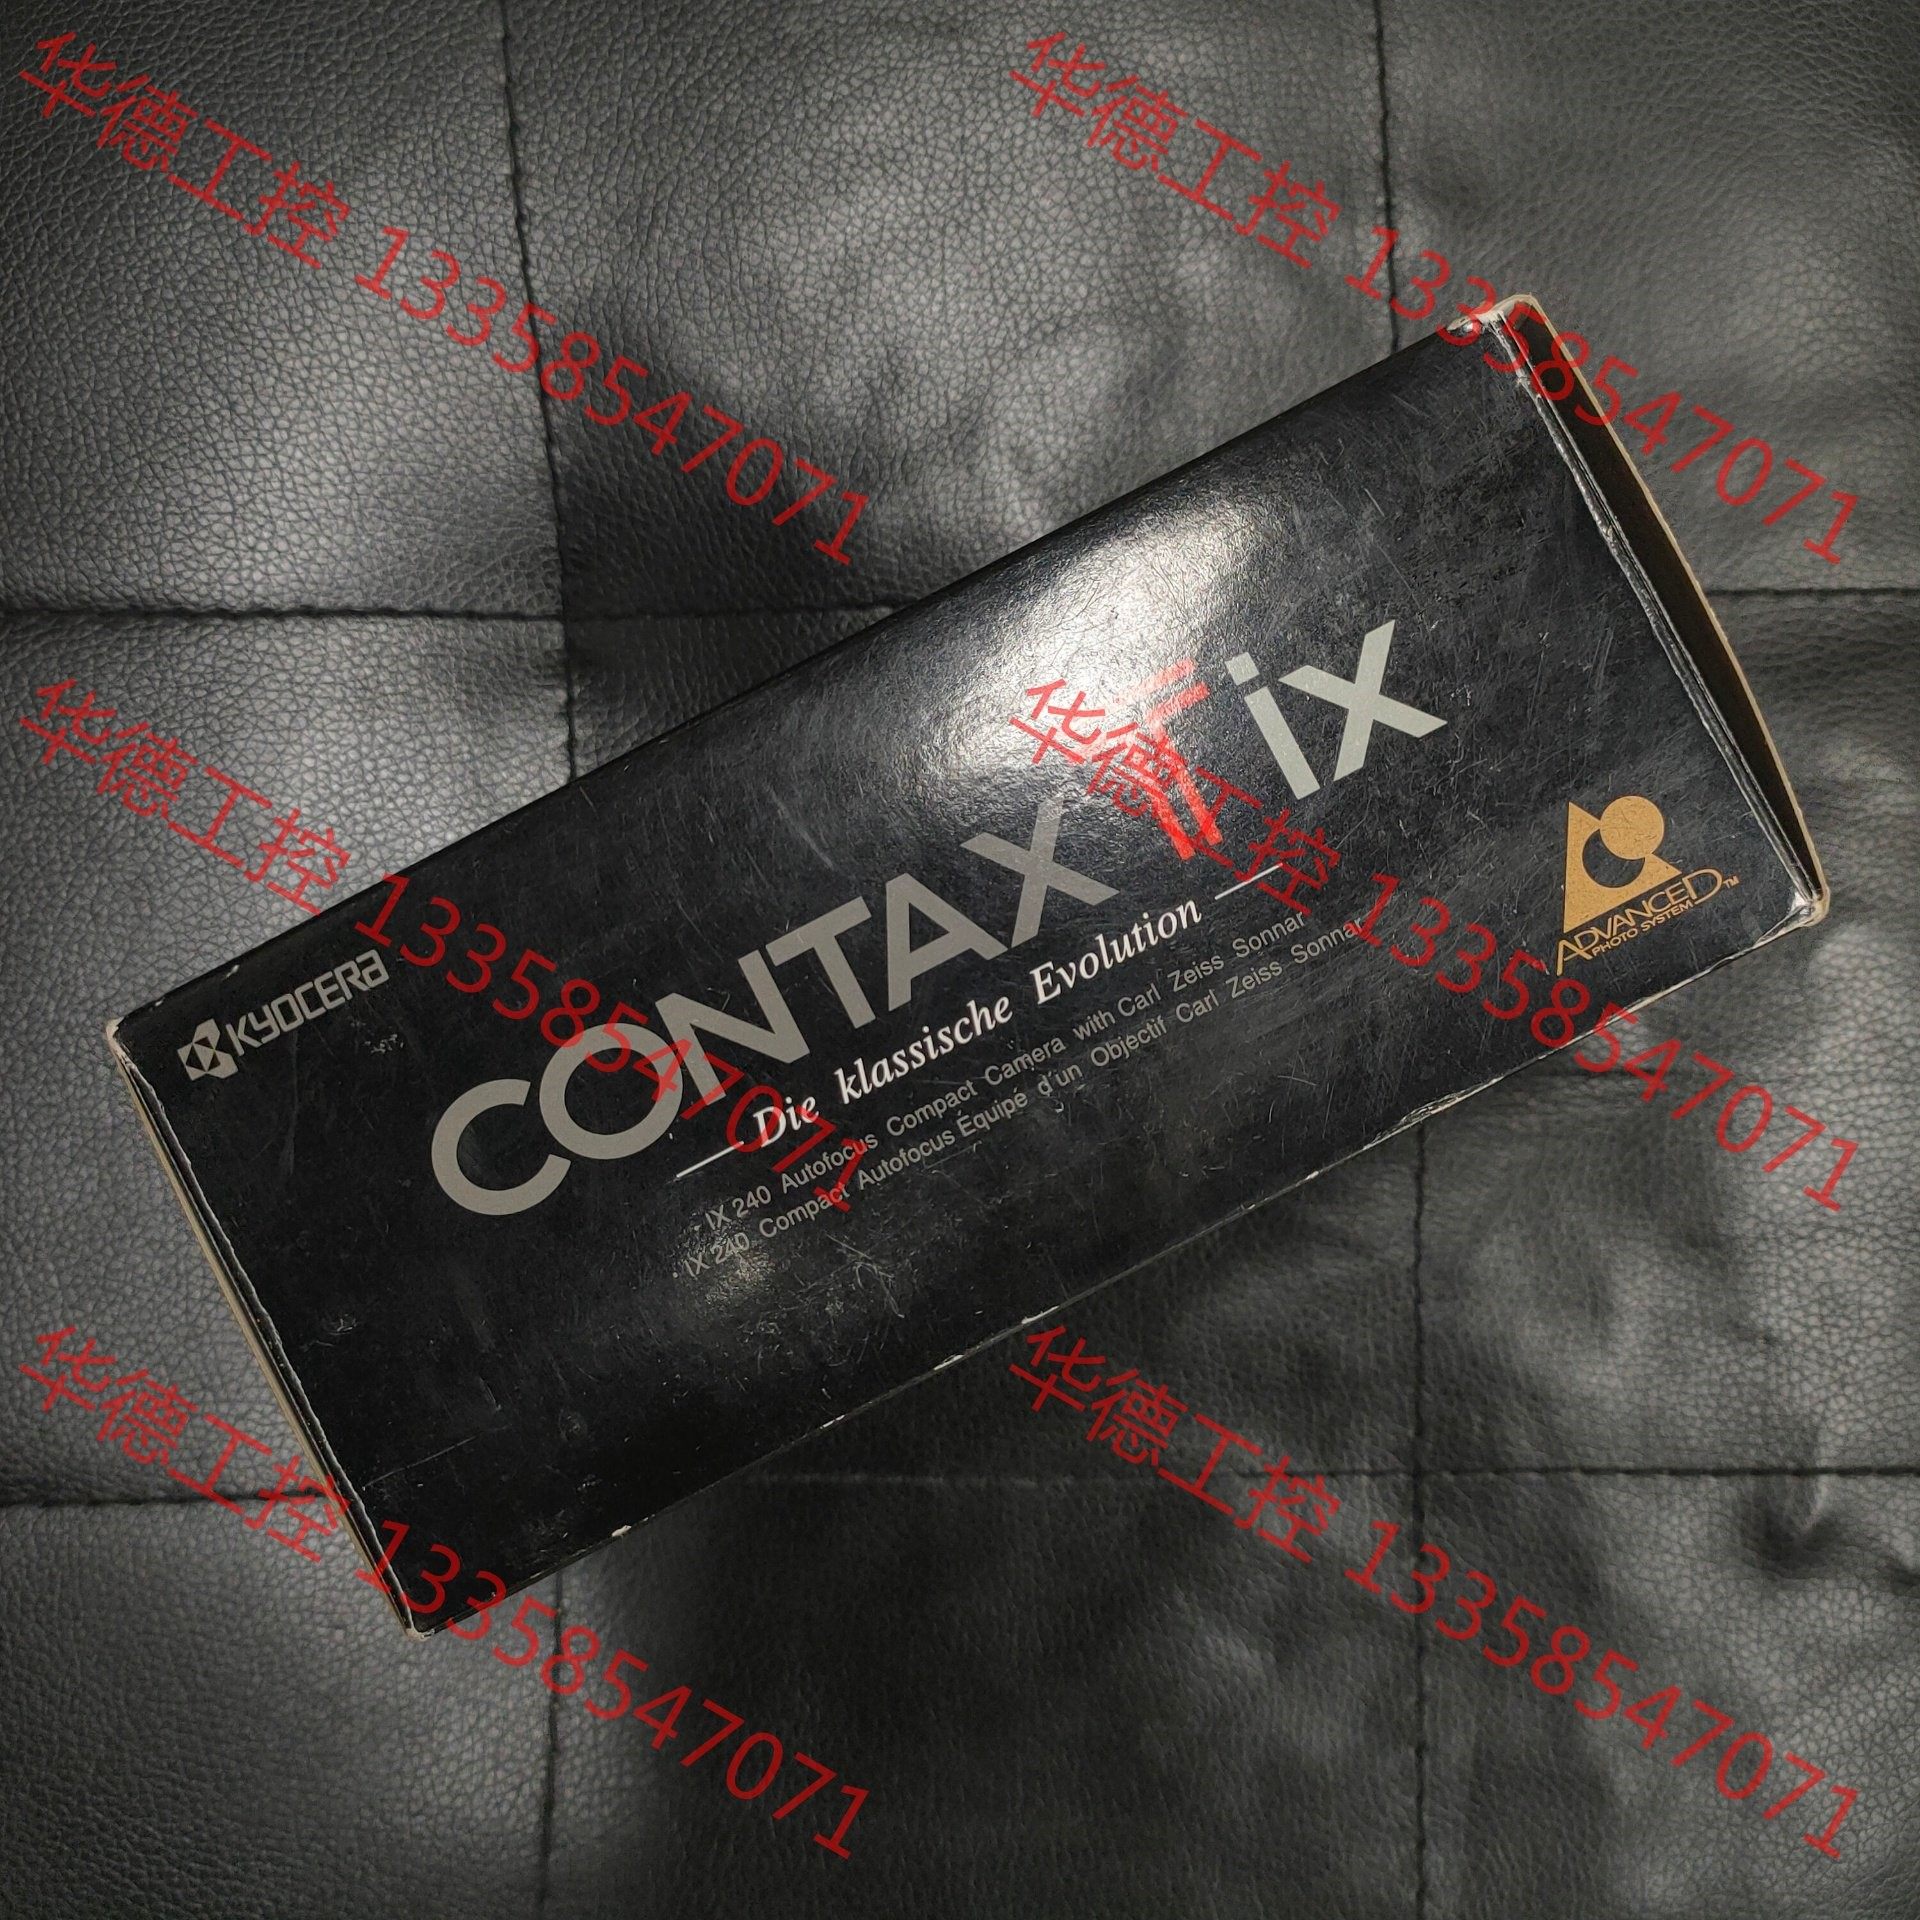 华德工控 13358547071
华德工控 13358547071
KYOCERA
CONTAX Tix
Die klassische Evolution
· IX 240 Autofocus Compact Camera with Carl Zeiss Sonnar
· IX 240 Compact Autofocus Équipé d'un Objectif Carl Zeiss Sonnar
ADVANCED™
PHOTO SYSTEM
华德工控 13358547071
华德工控 13358547071
华德工控 13358547071
华德工控 13358547071